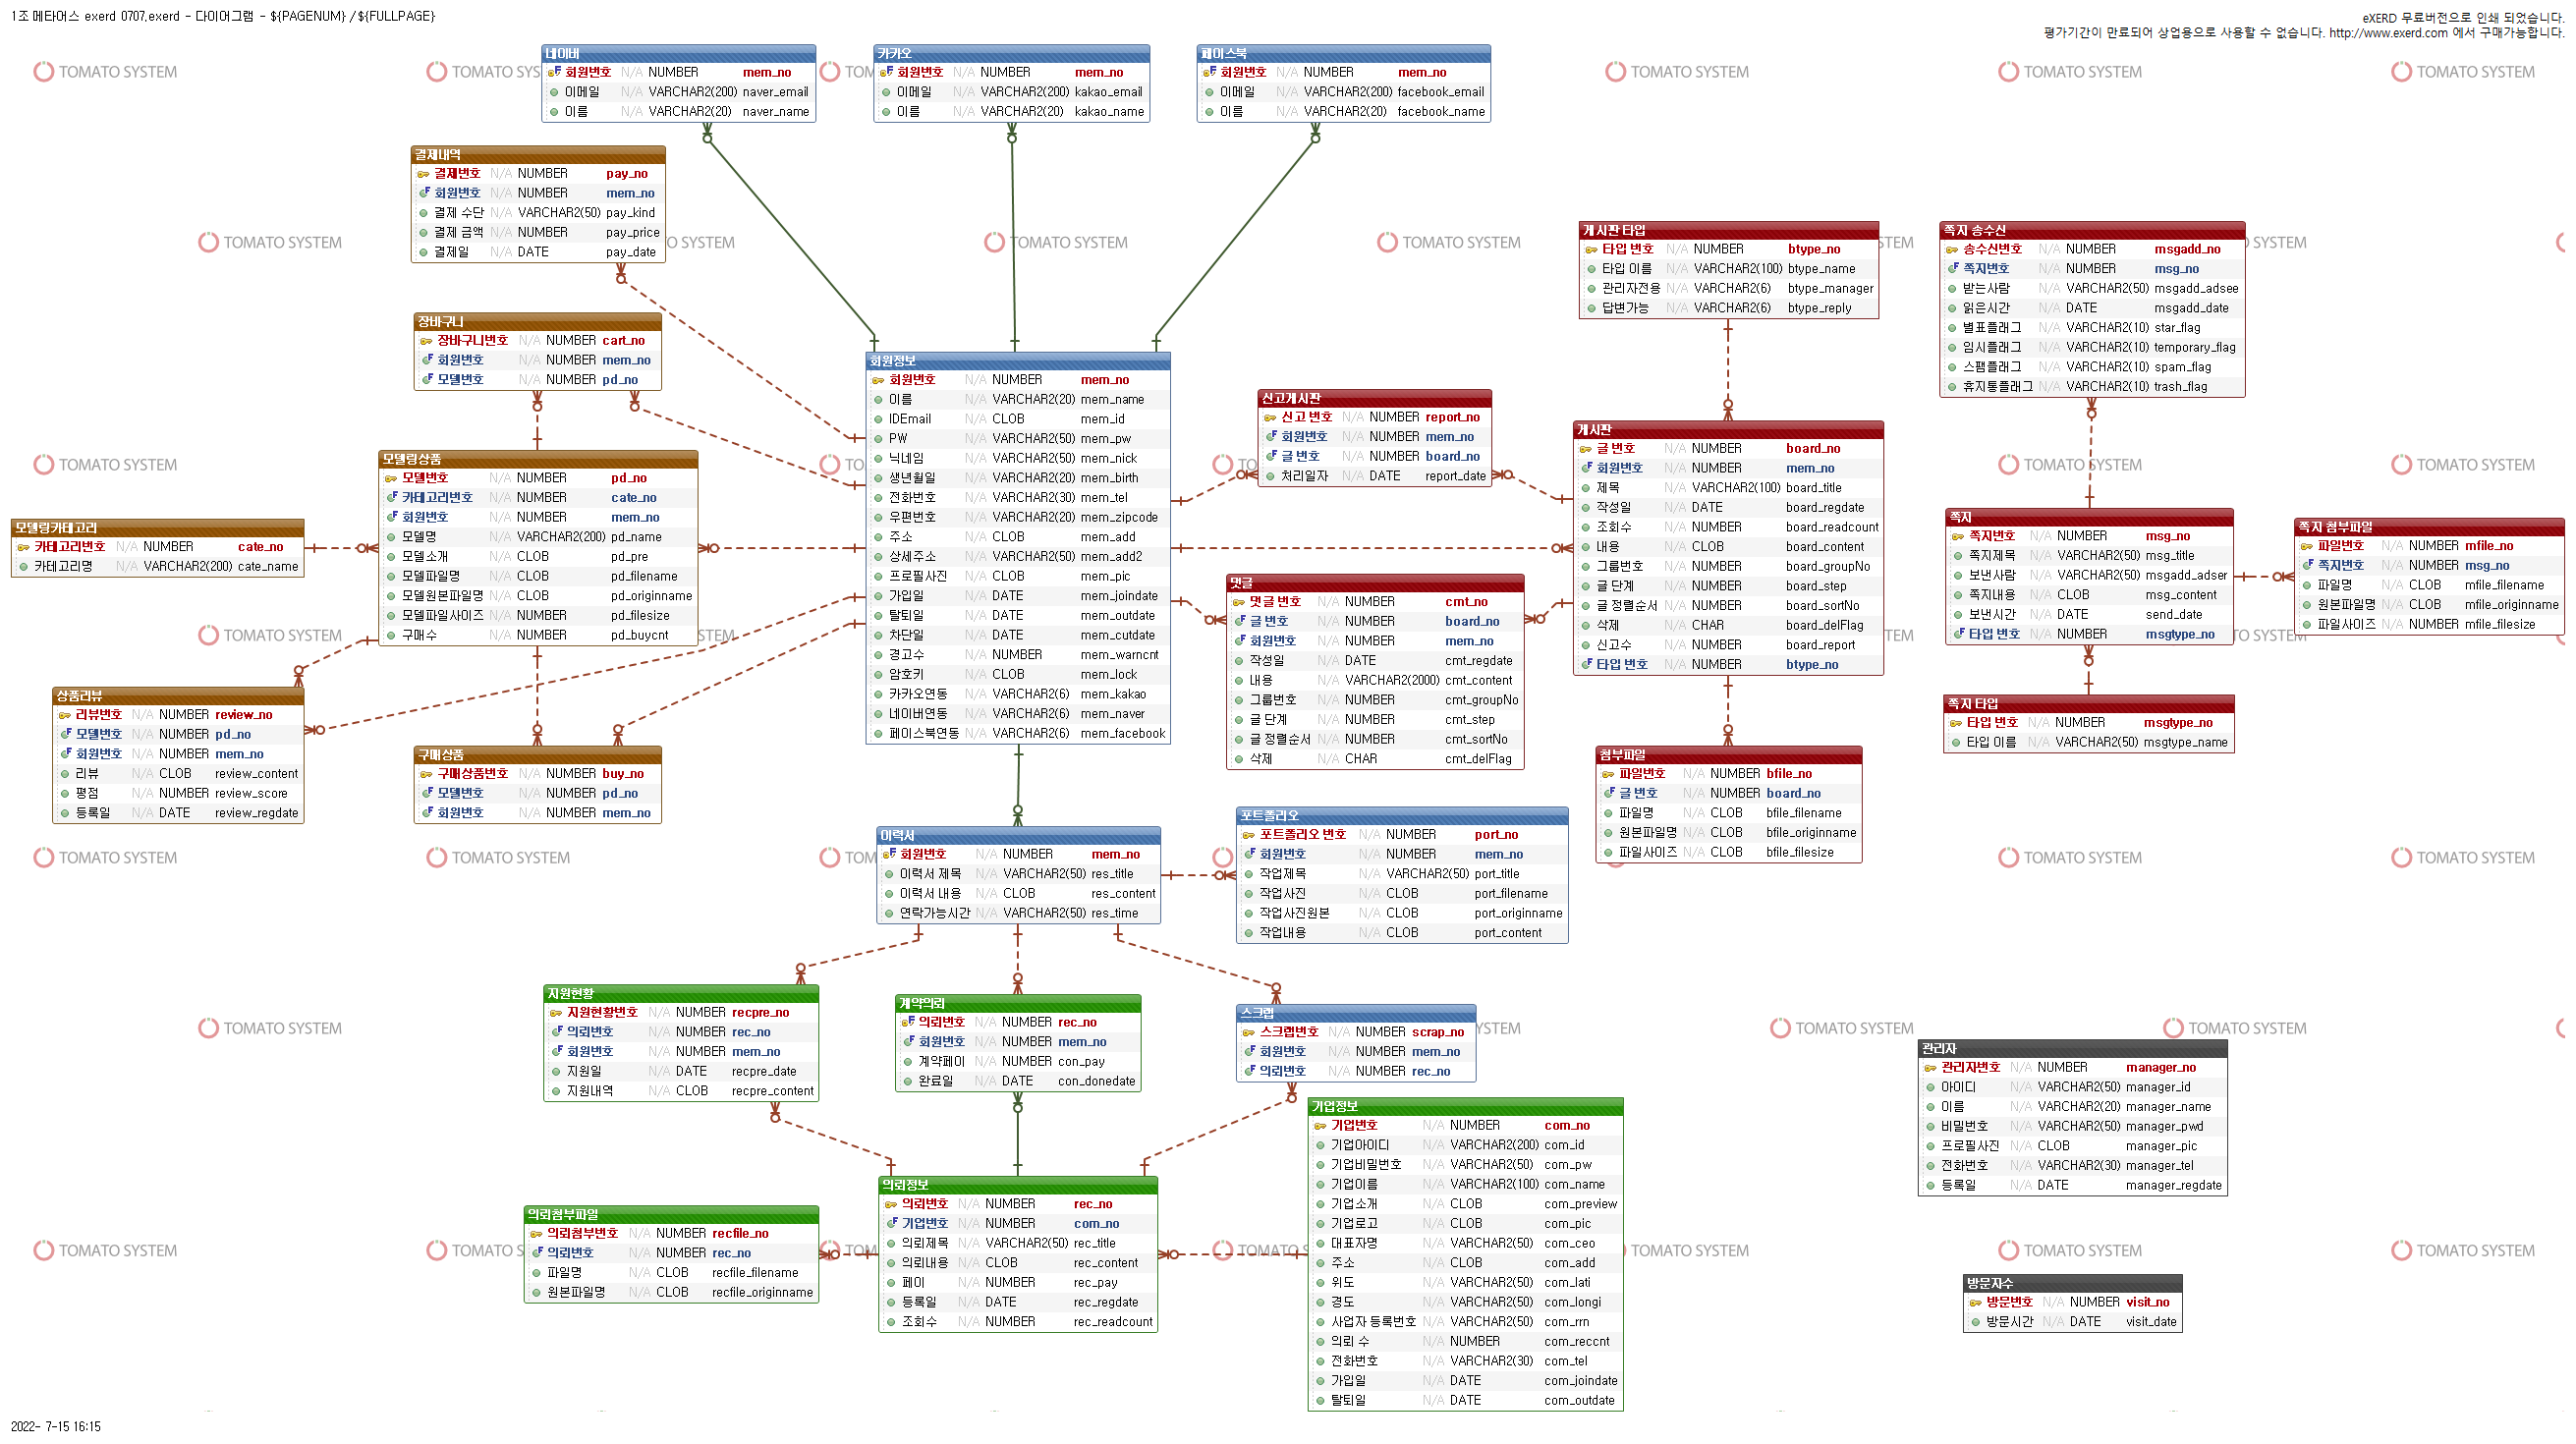 1조 메타어스 exerd 0707.exerd - 다이어그램 - ${PAGENUM} / ${FULLPAGE}
eXERD 무료버전으로 인쇄 되었습니다.
평가기간이 만료되어 상업용으로 사용할 수 없습니다. http://www.exerd.com 에서 구매가능합니다.
TOMATO SYSTEM
네이버
회원번호 N/A NUMBER mem_no
이메일 N/A VARCHAR2(200) naver_email
이름 N/A VARCHAR2(20) naver_name
카카오
회원번호 N/A NUMBER mem_no
이메일 N/A VARCHAR2(200) kakao_email
이름 N/A VARCHAR2(20) kakao_name
페이스북
회원번호 N/A NUMBER mem_no
이메일 N/A VARCHAR2(200) facebook_email
이름 N/A VARCHAR2(20) facebook_name
결제내역
결제번호 N/A NUMBER pay_no
회원번호 N/A NUMBER mem_no
결제 수단 N/A VARCHAR2(50) pay_kind
결제 금액 N/A NUMBER pay_price
결제일 N/A DATE pay_date
장바구니
장바구니번호 N/A NUMBER cart_no
회원번호 N/A NUMBER mem_no
모델번호 N/A NUMBER pd_no
모델링상품
모델번호 N/A NUMBER pd_no
카테고리번호 N/A NUMBER cate_no
회원번호 N/A NUMBER mem_no
모델명 N/A VARCHAR2(200) pd_name
모델소개 N/A CLOB pd_pre
모델파일명 N/A CLOB pd_filename
모델원본파일명 N/A CLOB pd_originname
모델파일사이즈 N/A NUMBER pd_filesize
구매수 N/A NUMBER pd_buycnt
모델링카테고리
카테고리번호 N/A NUMBER cate_no
카테고리명 N/A VARCHAR2(200) cate_name
상품리뷰
리뷰번호 N/A NUMBER review_no
모델번호 N/A NUMBER pd_no
회원번호 N/A NUMBER mem_no
리뷰 N/A CLOB review_content
평점 N/A NUMBER review_score
등록일 N/A DATE review_regdate
구매상품
구매상품번호 N/A NUMBER buy_no
모델번호 N/A NUMBER pd_no
회원번호 N/A NUMBER mem_no
회원정보
회원번호 N/A NUMBER mem_no
이름 N/A VARCHAR2(20) mem_name
IDEmail N/A CLOB mem_id
PW N/A VARCHAR2(50) mem_pw
닉네임 N/A VARCHAR2(50) mem_nick
생년월일 N/A VARCHAR2(20) mem_birth
전화번호 N/A VARCHAR2(30) mem_tel
우편번호 N/A VARCHAR2(20) mem_zipcode
주소 N/A CLOB mem_add
상세주소 N/A VARCHAR2(50) mem_add2
프로필사진 N/A CLOB mem_pic
가입일 N/A DATE mem_joindate
탈퇴일 N/A DATE mem_outdate
차단일 N/A DATE mem_cutdate
경고수 N/A NUMBER mem_warncnt
암호키 N/A CLOB mem_lock
카카오연동 N/A VARCHAR2(6) mem_kakao
네이버연동 N/A VARCHAR2(6) mem_naver
페이스북연동 N/A VARCHAR2(6) mem_facebook
신고게시판
신고 번호 N/A NUMBER report_no
회원번호 N/A NUMBER mem_no
글 번호 N/A NUMBER board_no
처리일자 N/A DATE report_date
댓글
댓글 번호 N/A NUMBER cmt_no
글 번호 N/A NUMBER board_no
회원번호 N/A NUMBER mem_no
작성일 N/A DATE cmt_regdate
내용 N/A VARCHAR2(2000) cmt_content
그룹번호 N/A NUMBER cmt_groupNo
글 단계 N/A NUMBER cmt_step
글 정렬순서 N/A NUMBER cmt_sortNo
삭제 N/A CHAR cmt_delFlag
게시판 타입
타입 번호 N/A NUMBER btype_no
타입 이름 N/A VARCHAR2(100) btype_name
관리자전용 N/A VARCHAR2(6) btype_manager
답변가능 N/A VARCHAR2(6) btype_reply
게시판
글 번호 N/A NUMBER board_no
회원번호 N/A NUMBER mem_no
제목 N/A VARCHAR2(100) board_title
작성일 N/A DATE board_regdate
조회수 N/A NUMBER board_readcount
내용 N/A CLOB board_content
그룹번호 N/A NUMBER board_groupNo
글 단계 N/A NUMBER board_step
글 정렬순서 N/A NUMBER board_sortNo
삭제 N/A CHAR board_delFlag
신고수 N/A NUMBER board_report
타입 번호 N/A NUMBER btype_no
첨부파일
파일번호 N/A NUMBER bfile_no
글 번호 N/A NUMBER board_no
파일명 N/A CLOB bfile_filename
원본파일명 N/A CLOB bfile_originname
파일사이즈 N/A CLOB bfile_filesize
쪽지 송수신
송수신번호 N/A NUMBER msgadd_no
쪽지번호 N/A NUMBER msg_no
받는사람 N/A VARCHAR2(50) msgadd_adsee
읽은시간 N/A DATE msgadd_date
별표플래그 N/A VARCHAR2(10) star_flag
임시플래그 N/A VARCHAR2(10) temporary_flag
스팸플래그 N/A VARCHAR2(10) spam_flag
휴지통플래그 N/A VARCHAR2(10) trash_flag
쪽지
쪽지번호 N/A NUMBER msg_no
쪽지제목 N/A VARCHAR2(50) msg_title
보낸사람 N/A VARCHAR2(50) msgadd_adser
쪽지내용 N/A CLOB msg_content
보낸시간 N/A DATE send_date
타입 번호 N/A NUMBER msgtype_no
쪽지 첨부파일
파일번호 N/A NUMBER mfile_no
쪽지번호 N/A NUMBER msg_no
파일명 N/A CLOB mfile_filename
원본파일명 N/A CLOB mfile_originname
파일사이즈 N/A NUMBER mfile_filesize
쪽지 타입
타입 번호 N/A NUMBER msgtype_no
타입 이름 N/A VARCHAR2(50) msgtype_name
이력서
회원번호 N/A NUMBER mem_no
이력서 제목 N/A VARCHAR2(50) res_title
이력서 내용 N/A CLOB res_content
연락가능시간 N/A VARCHAR2(50) res_time
포트폴리오
포트폴리오 번호 N/A NUMBER port_no
회원번호 N/A NUMBER mem_no
작업제목 N/A VARCHAR2(50) port_title
작업사진 N/A CLOB port_filename
작업사진원본 N/A CLOB port_originname
작업내용 N/A CLOB port_content
지원현황
지원현황번호 N/A NUMBER recpre_no
의뢰번호 N/A NUMBER rec_no
회원번호 N/A NUMBER mem_no
지원일 N/A DATE recpre_date
지원내역 N/A CLOB recpre_content
계약의뢰
의뢰번호 N/A NUMBER rec_no
회원번호 N/A NUMBER mem_no
계약페이 N/A NUMBER con_pay
완료일 N/A DATE con_donedate
스크랩
스크랩번호 N/A NUMBER scrap_no
회원번호 N/A NUMBER mem_no
의뢰번호 N/A NUMBER rec_no
의뢰첨부파일
의뢰첨부번호 N/A NUMBER recfile_no
의뢰번호 N/A NUMBER rec_no
파일명 N/A CLOB recfile_filename
원본파일명 N/A CLOB recfile_originname
의뢰정보
의뢰번호 N/A NUMBER rec_no
기업번호 N/A NUMBER com_no
의뢰제목 N/A VARCHAR2(50) rec_title
의뢰내용 N/A CLOB rec_content
페이 N/A NUMBER rec_pay
등록일 N/A DATE rec_regdate
조회수 N/A NUMBER rec_readcount
기업정보
기업번호 N/A NUMBER com_no
기업아이디 N/A VARCHAR2(200) com_id
기업비밀번호 N/A VARCHAR2(50) com_pw
기업이름 N/A VARCHAR2(100) com_name
기업소개 N/A CLOB com_preview
기업로고 N/A CLOB com_pic
대표자명 N/A VARCHAR2(50) com_ceo
주소 N/A CLOB com_add
위도 N/A VARCHAR2(50) com_lati
경도 N/A VARCHAR2(50) com_longi
사업자 등록번호 N/A VARCHAR2(50) com_rrn
의뢰 수 N/A NUMBER com_reccnt
전화번호 N/A VARCHAR2(30) com_tel
가입일 N/A DATE com_joindate
탈퇴일 N/A DATE com_outdate
관리자
관리자번호 N/A NUMBER manager_no
아이디 N/A VARCHAR2(50) manager_id
이름 N/A VARCHAR2(20) manager_name
비밀번호 N/A VARCHAR2(50) manager_pwd
프로필사진 N/A CLOB manager_pic
전화번호 N/A VARCHAR2(30) manager_tel
등록일 N/A DATE manager_regdate
방문자수
방문번호 N/A NUMBER visit_no
방문시간 N/A DATE visit_date
2022- 7-15 16:15